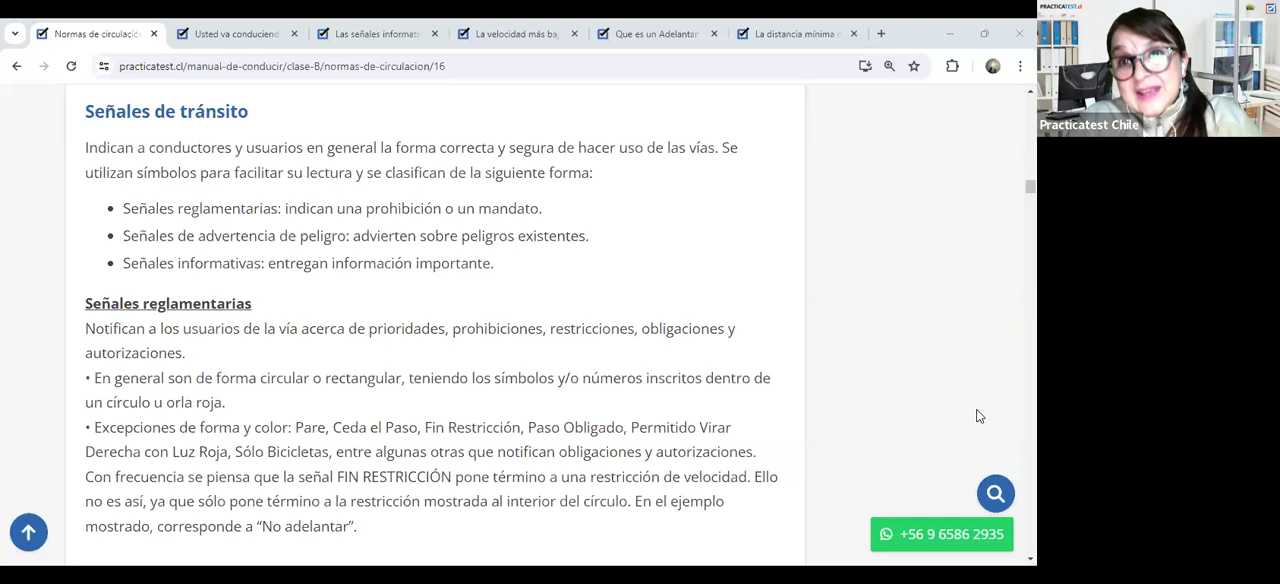 Normas de circulació
Usted va conduciend
Las señales informati
La velocidad más ba
Que es un Adelantar
La distancia mínima e
practicatest.cl/manual-de-conducir/clase-B/normas-de-circulacion/16
PRACTICATEST.cl
Practicatest Chile
Señales de tránsito
Indican a conductores y usuarios en general la forma correcta y segura de hacer uso de las vías. Se
utilizan símbolos para facilitar su lectura y se clasifican de la siguiente forma:
• Señales reglamentarias: indican una prohibición o un mandato.
• Señales de advertencia de peligro: advierten sobre peligros existentes.
• Señales informativas: entregan información importante.
Señales reglamentarias
Notifican a los usuarios de la vía acerca de prioridades, prohibiciones, restricciones, obligaciones y
autorizaciones.
• En general son de forma circular o rectangular, teniendo los símbolos y/o números inscritos dentro de
un círculo u orla roja.
• Excepciones de forma y color: Pare, Ceda el Paso, Fin Restricción, Paso Obligado, Permitido Virar
Derecha con Luz Roja, Sólo Bicicletas, entre algunas otras que notifican obligaciones y autorizaciones.
Con frecuencia se piensa que la señal FIN RESTRICCIÓN pone término a una restricción de velocidad. Ello
no es así, ya que sólo pone término a la restricción mostrada al interior del círculo. En el ejemplo
mostrado, corresponde a “No adelantar”.
+56 9 6586 2935